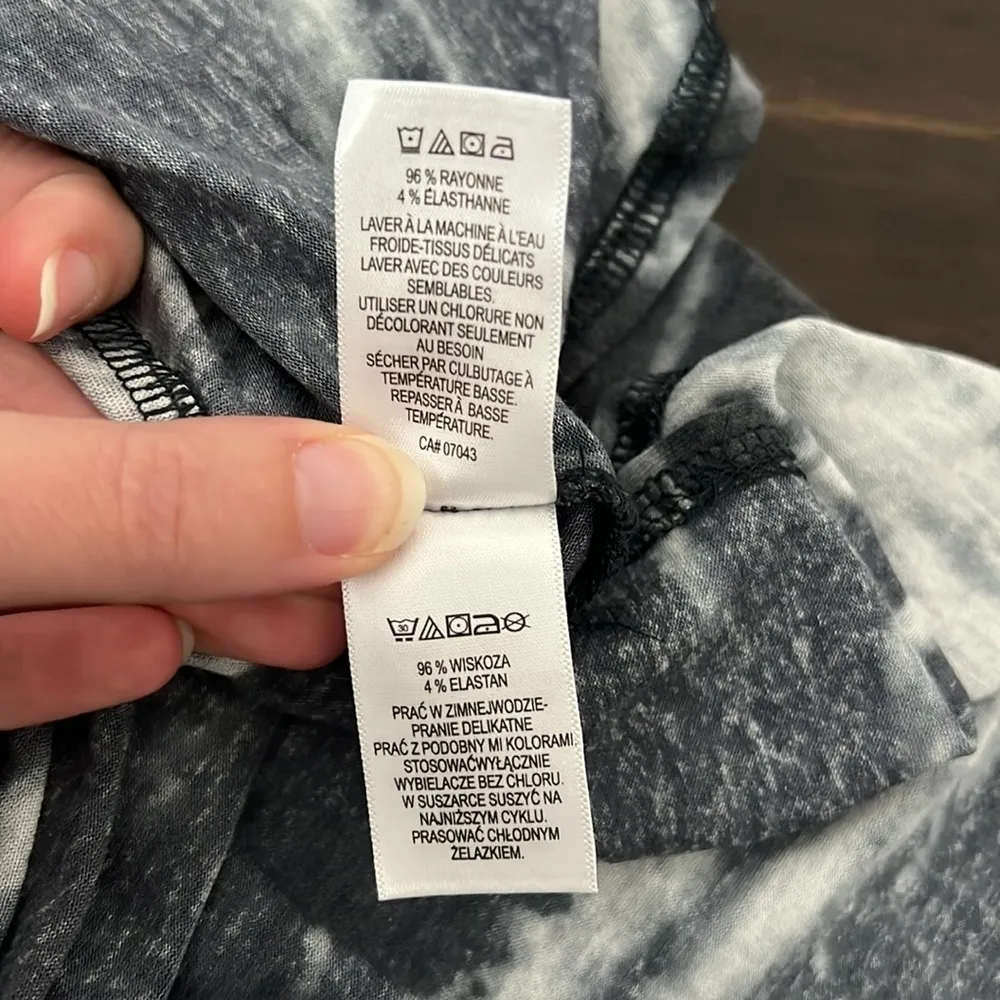 96 % RAYONNE
4 % ÉLASTHANNE
LAVER À LA MACHINE À L'EAU
FROIDE-TISSUS DÉLICATS
LAVER AVEC DES COULEURS
SEMBLABLES.
UTILISER UN CHLORURE NON
DÉCOLORANT SEULEMENT
AU BESOIN
SÉCHER PAR CULBUTAGE À
TEMPÉRATURE BASSE.
REPASSER À BASSE
TEMPÉRATURE.
CA# 07043
30
96 % WISKOZA
4 % ELASTAN
PRAĆ W ZIMNEJWODZIE-
PRANIE DELIKATNE
PRAĆ Z PODOBNY MI KOLORAMI.
STOSOWAĆWYŁĄCZNIE
WYBIELACZE BEZ CHLORU.
W SUSZARCE SUSZYĆ NA
NAJNIŻSZYM CYKLU.
PRASOWAĆ CHŁODNYM
ŻELAZKIEM.